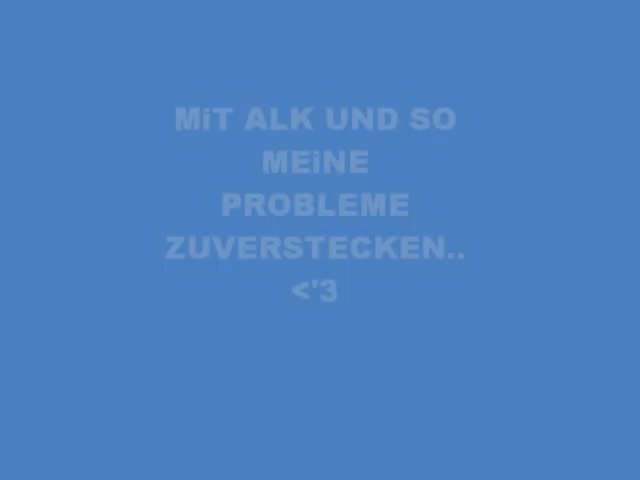 MiT ALK UND SO
MEiNE
PROBLEME
ZUVERSTECKEN..
<'3